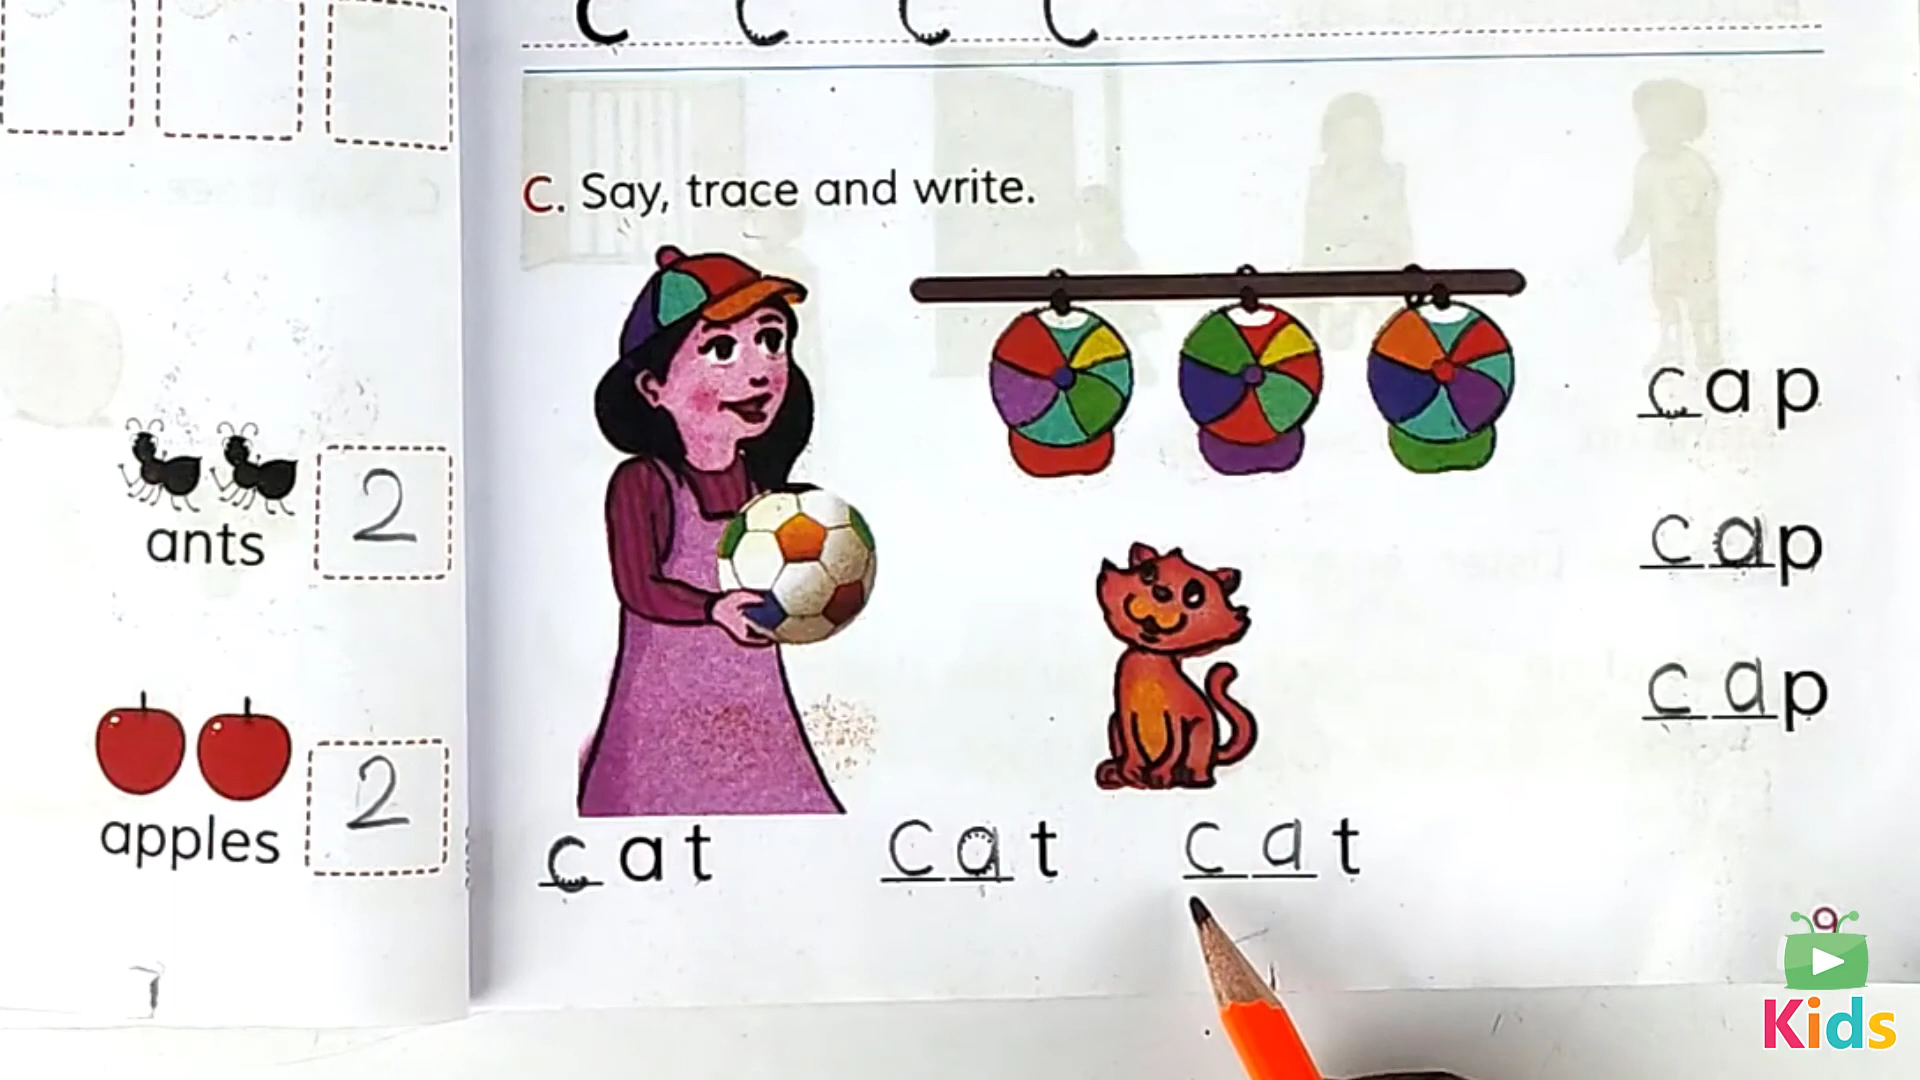 c c c c
C. Say, trace and write.
cap
cap
cap
ants 2
apples 2
cat cat cat
Kids